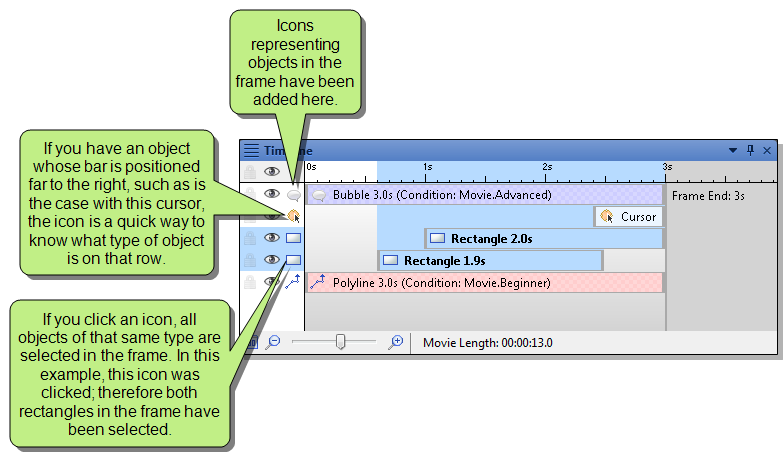 Icons
representing
objects in the
frame have been
added here.
If you have an object
whose bar is positioned
far to the right, such as is
the case with this cursor,
the icon is a quick way to
know what type of object
is on that row.
If you click an icon, all
objects of that same type are
selected in the frame. In this
example, this icon was
clicked; therefore both
rectangles in the frame have
been selected.
Timeline
0s 1s 2s 3s
Bubble 3.0s (Condition: Movie.Advanced) Frame End: 3s
Cursor
Rectangle 2.0s
Rectangle 1.9s
Polyline 3.0s (Condition: Movie.Beginner)
Movie Length: 00:00:13.0